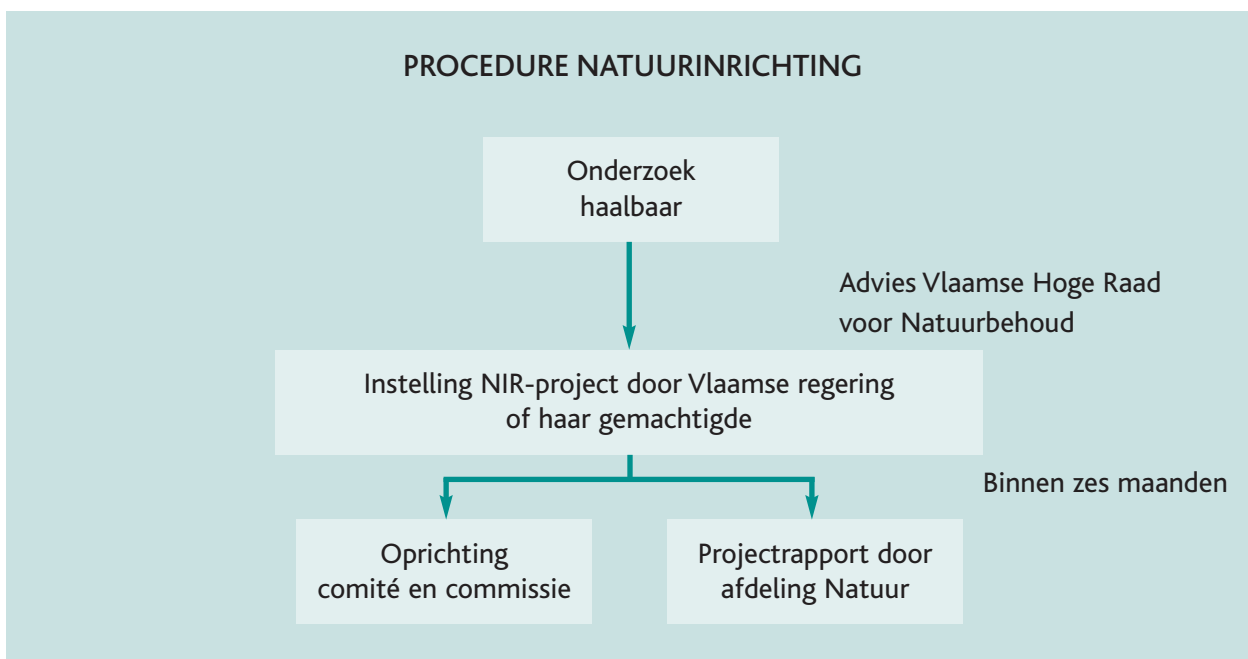 PROCEDURE NATUURINRICHTING
Onderzoek
haalbaar
Advies Vlaamse Hoge Raad
voor Natuurbehoud
Instelling NIR-project door Vlaamse regering
of haar gemachtigde
Binnen zes maanden
Oprichting
comité en commissie
Projectrapport door
afdeling Natuur